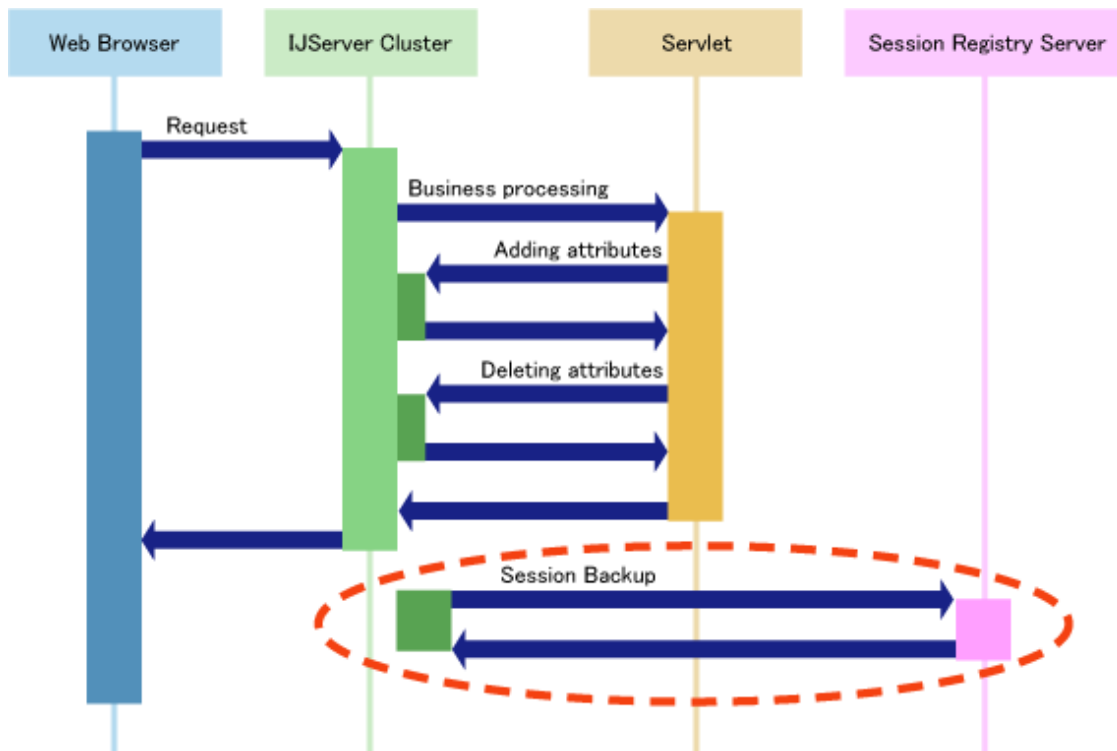 Web Browser
IJServer Cluster
Servlet
Session Registry Server
Request
Business processing
Adding attributes
Deleting attributes
Session Backup